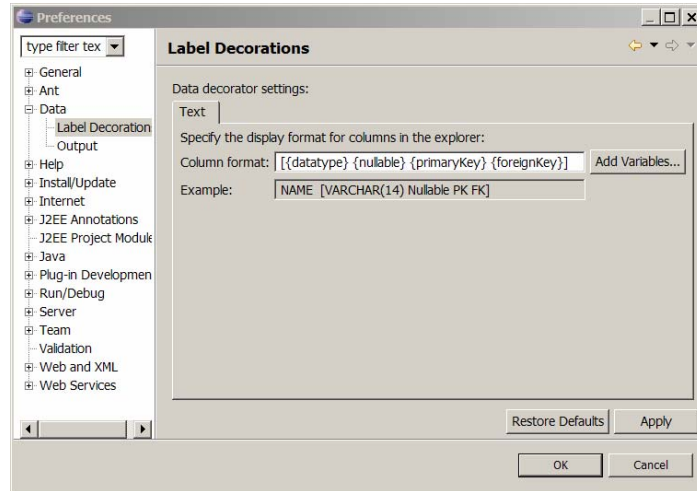 Preferences
type filter tex
Label Decorations
General
Ant
Data
Label Decoration
Output
Help
Install/Update
Internet
J2EE Annotations
J2EE Project Module
Java
Plug-in Developmen
Run/Debug
Server
Team
Validation
Web and XML
Web Services
Data decorator settings:
Text
Specify the display format for columns in the explorer:
Column format: [{datatype} {nullable} {primaryKey} {foreignKey}] Add Variables...
Example: NAME [VARCHAR(14) Nullable PK FK]
Restore Defaults Apply
OK Cancel